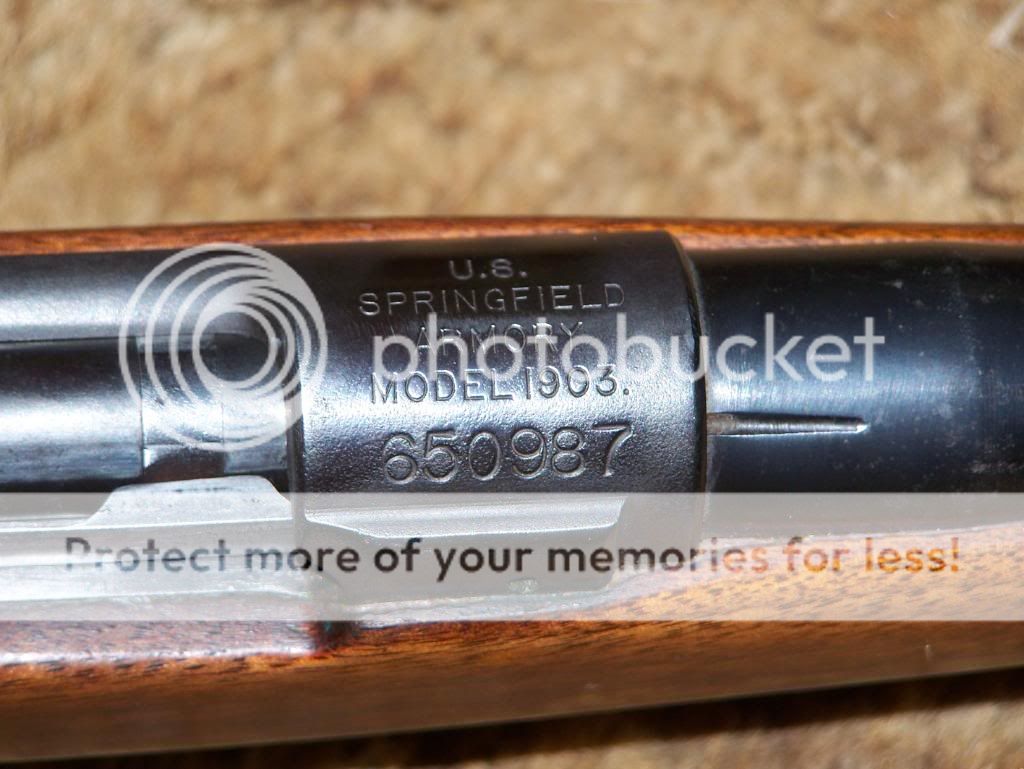 U.S.
SPRINGFIELD
ARMORY
MODEL 1903.
650987
photobucket
Protect more of your memories for less!